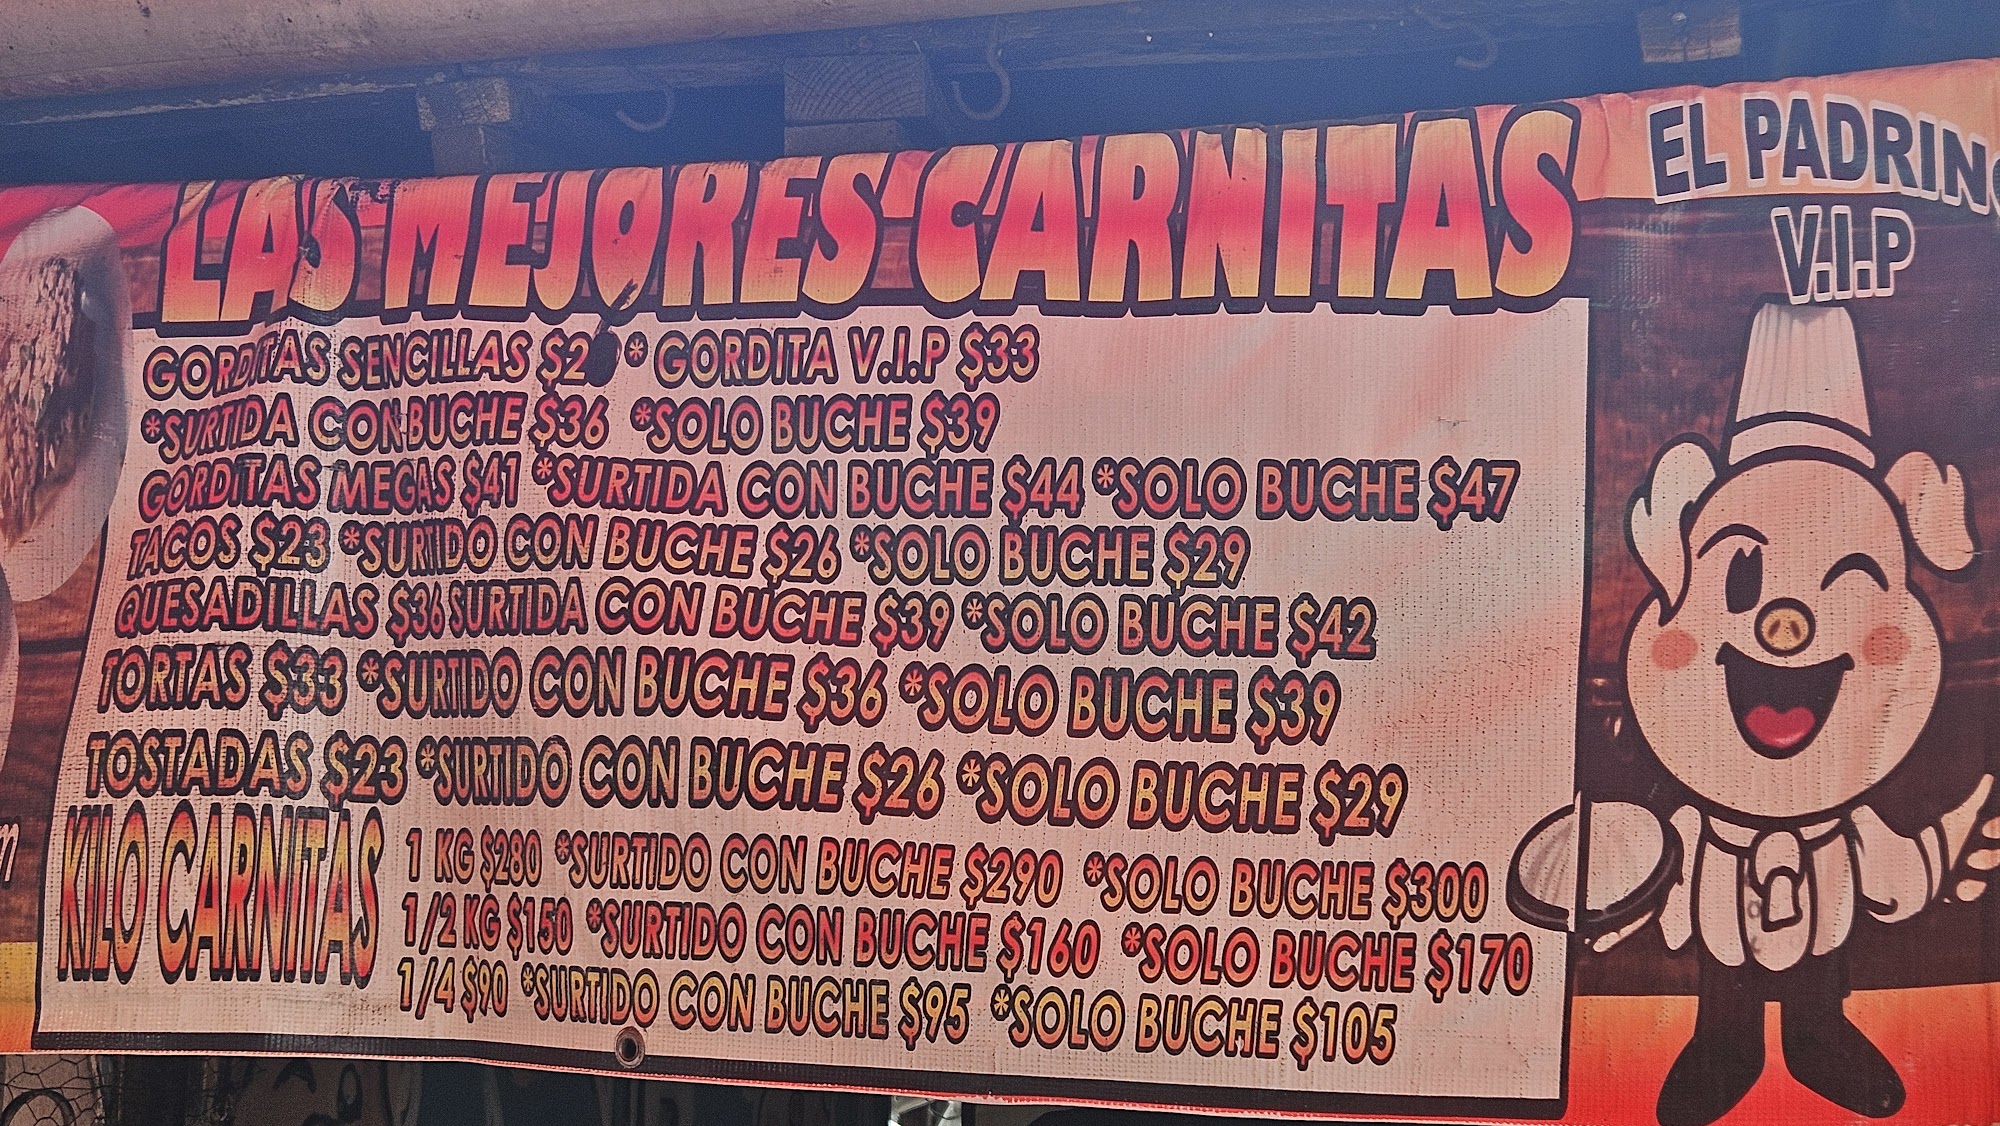 LAS MEJORES CARNITAS
EL PADRINO
V.I.P
GORDITAS SENCILLAS * GORDITA V.I.P $33
*SURTIDA CON BUCHE $36 *SOLO BUCHE $39
GORDITAS MEGAS $41 *SURTIDA CON BUCHE $44 *SOLO BUCHE $47
TACOS $23 *SURTIDO CON BUCHE $26 *SOLO BUCHE $29
QUESADILLAS $36 SURTIDA CON BUCHE $39 *SOLO BUCHE $42
TORTAS $33 *SURTIDO CON BUCHE $36 *SOLO BUCHE $39
TOSTADAS $23 *SURTIDO CON BUCHE $26 *SOLO BUCHE $29
KILO CARNITAS
1 KG $280 *SURTIDO CON BUCHE $290 *SOLO BUCHE $300
1/2 KG $150 *SURTIDO CON BUCHE $160 *SOLO BUCHE $170
1/4 $90 *SURTIDO CON BUCHE $95 *SOLO BUCHE $105